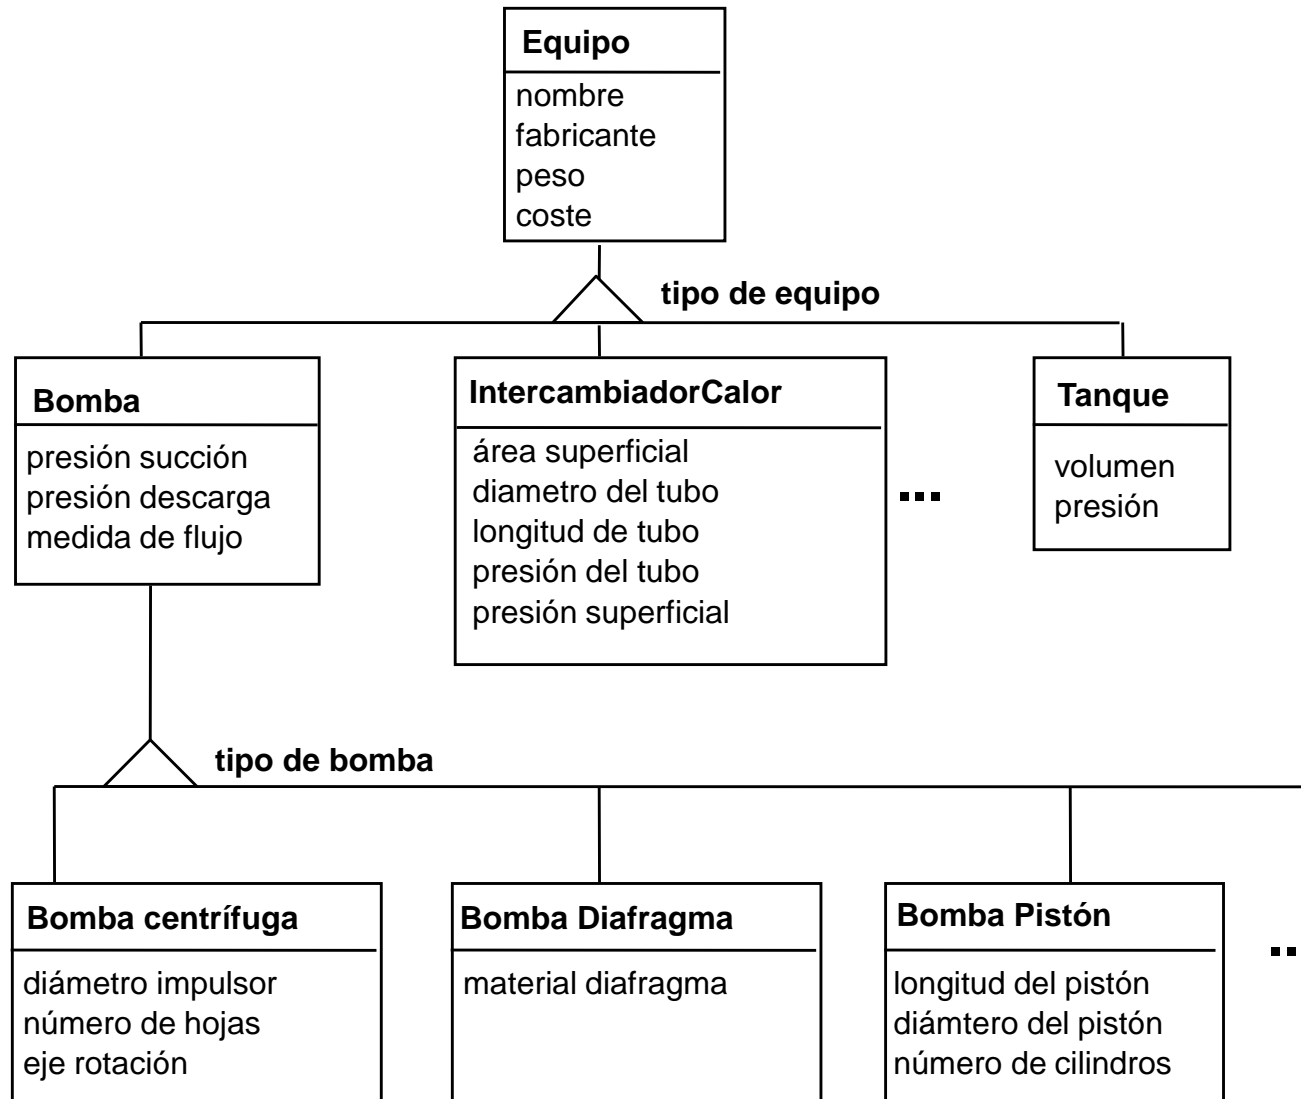 Equipo
nombre
fabricante
peso
coste
tipo de equipo
Bomba
presión succión
presión descarga
medida de flujo
IntercambiadorCalor
área superficial
diametro del tubo
longitud de tubo
presión del tubo
presión superficial
...
Tanque
volumen
presión
tipo de bomba
Bomba centrífuga
diámetro impulsor
número de hojas
eje rotación
Bomba Diafragma
material diafragma
Bomba Pistón
longitud del pistón
diámtero del pistón
número de cilindros
..